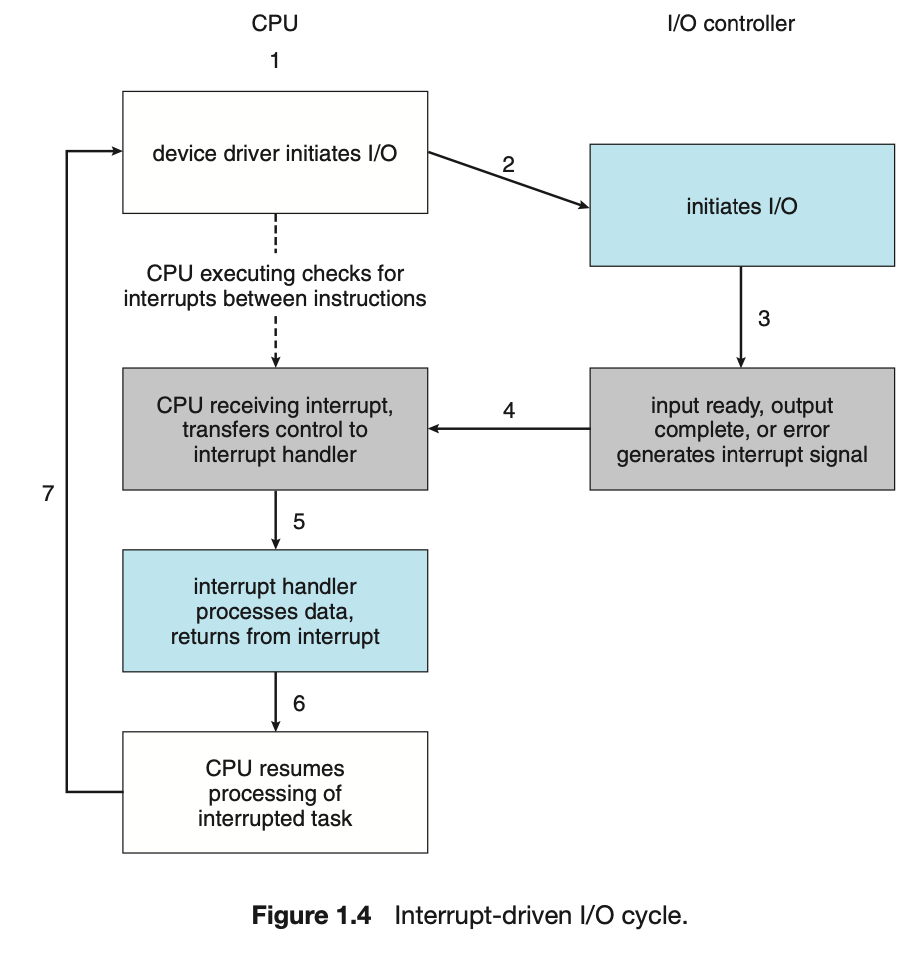 CPU
I/O controller
1
device driver initiates I/O
2
initiates I/O
CPU executing checks for
interrupts between instructions
3
CPU receiving interrupt,
transfers control to
interrupt handler
4
input ready, output
complete, or error
generates interrupt signal
7
5
interrupt handler
processes data,
returns from interrupt
6
CPU resumes
processing of
interrupted task
Figure 1.4 Interrupt-driven I/O cycle.